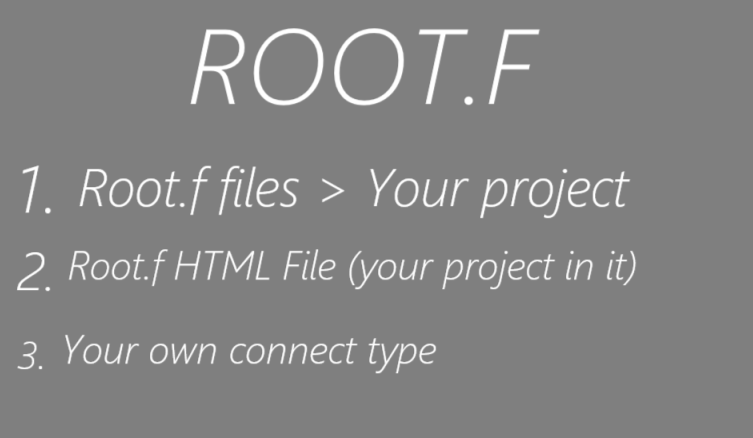 ROOT.F
1. Root.f files > Your project
2. Root.f HTML File (your project in it)
3. Your own connect type